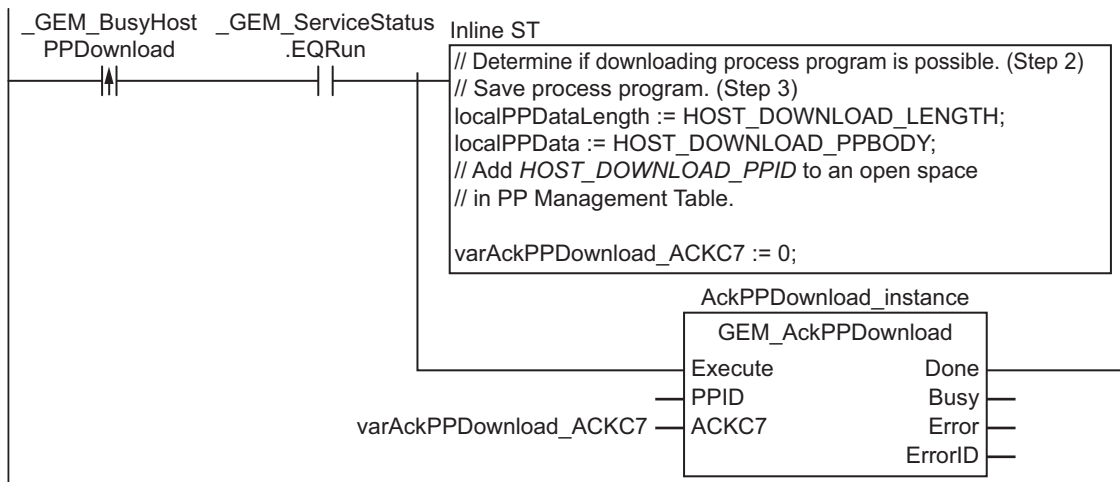 _GEM_BusyHost
PPDownload
_GEM_ServiceStatus
.EQRun
Inline ST
// Determine if downloading process program is possible. (Step 2)
// Save process program. (Step 3)
localPPDataLength := HOST_DOWNLOAD_LENGTH;
localPPData := HOST_DOWNLOAD_PPBODY;
// Add HOST_DOWNLOAD_PPID to an open space
// in PP Management Table.
varAckPPDownload_ACKC7 := 0;
AckPPDownload_instance
GEM_AckPPDownload
Execute Done
PPID Busy
varAckPPDownload_ACKC7 ACKC7 Error
ErrorID